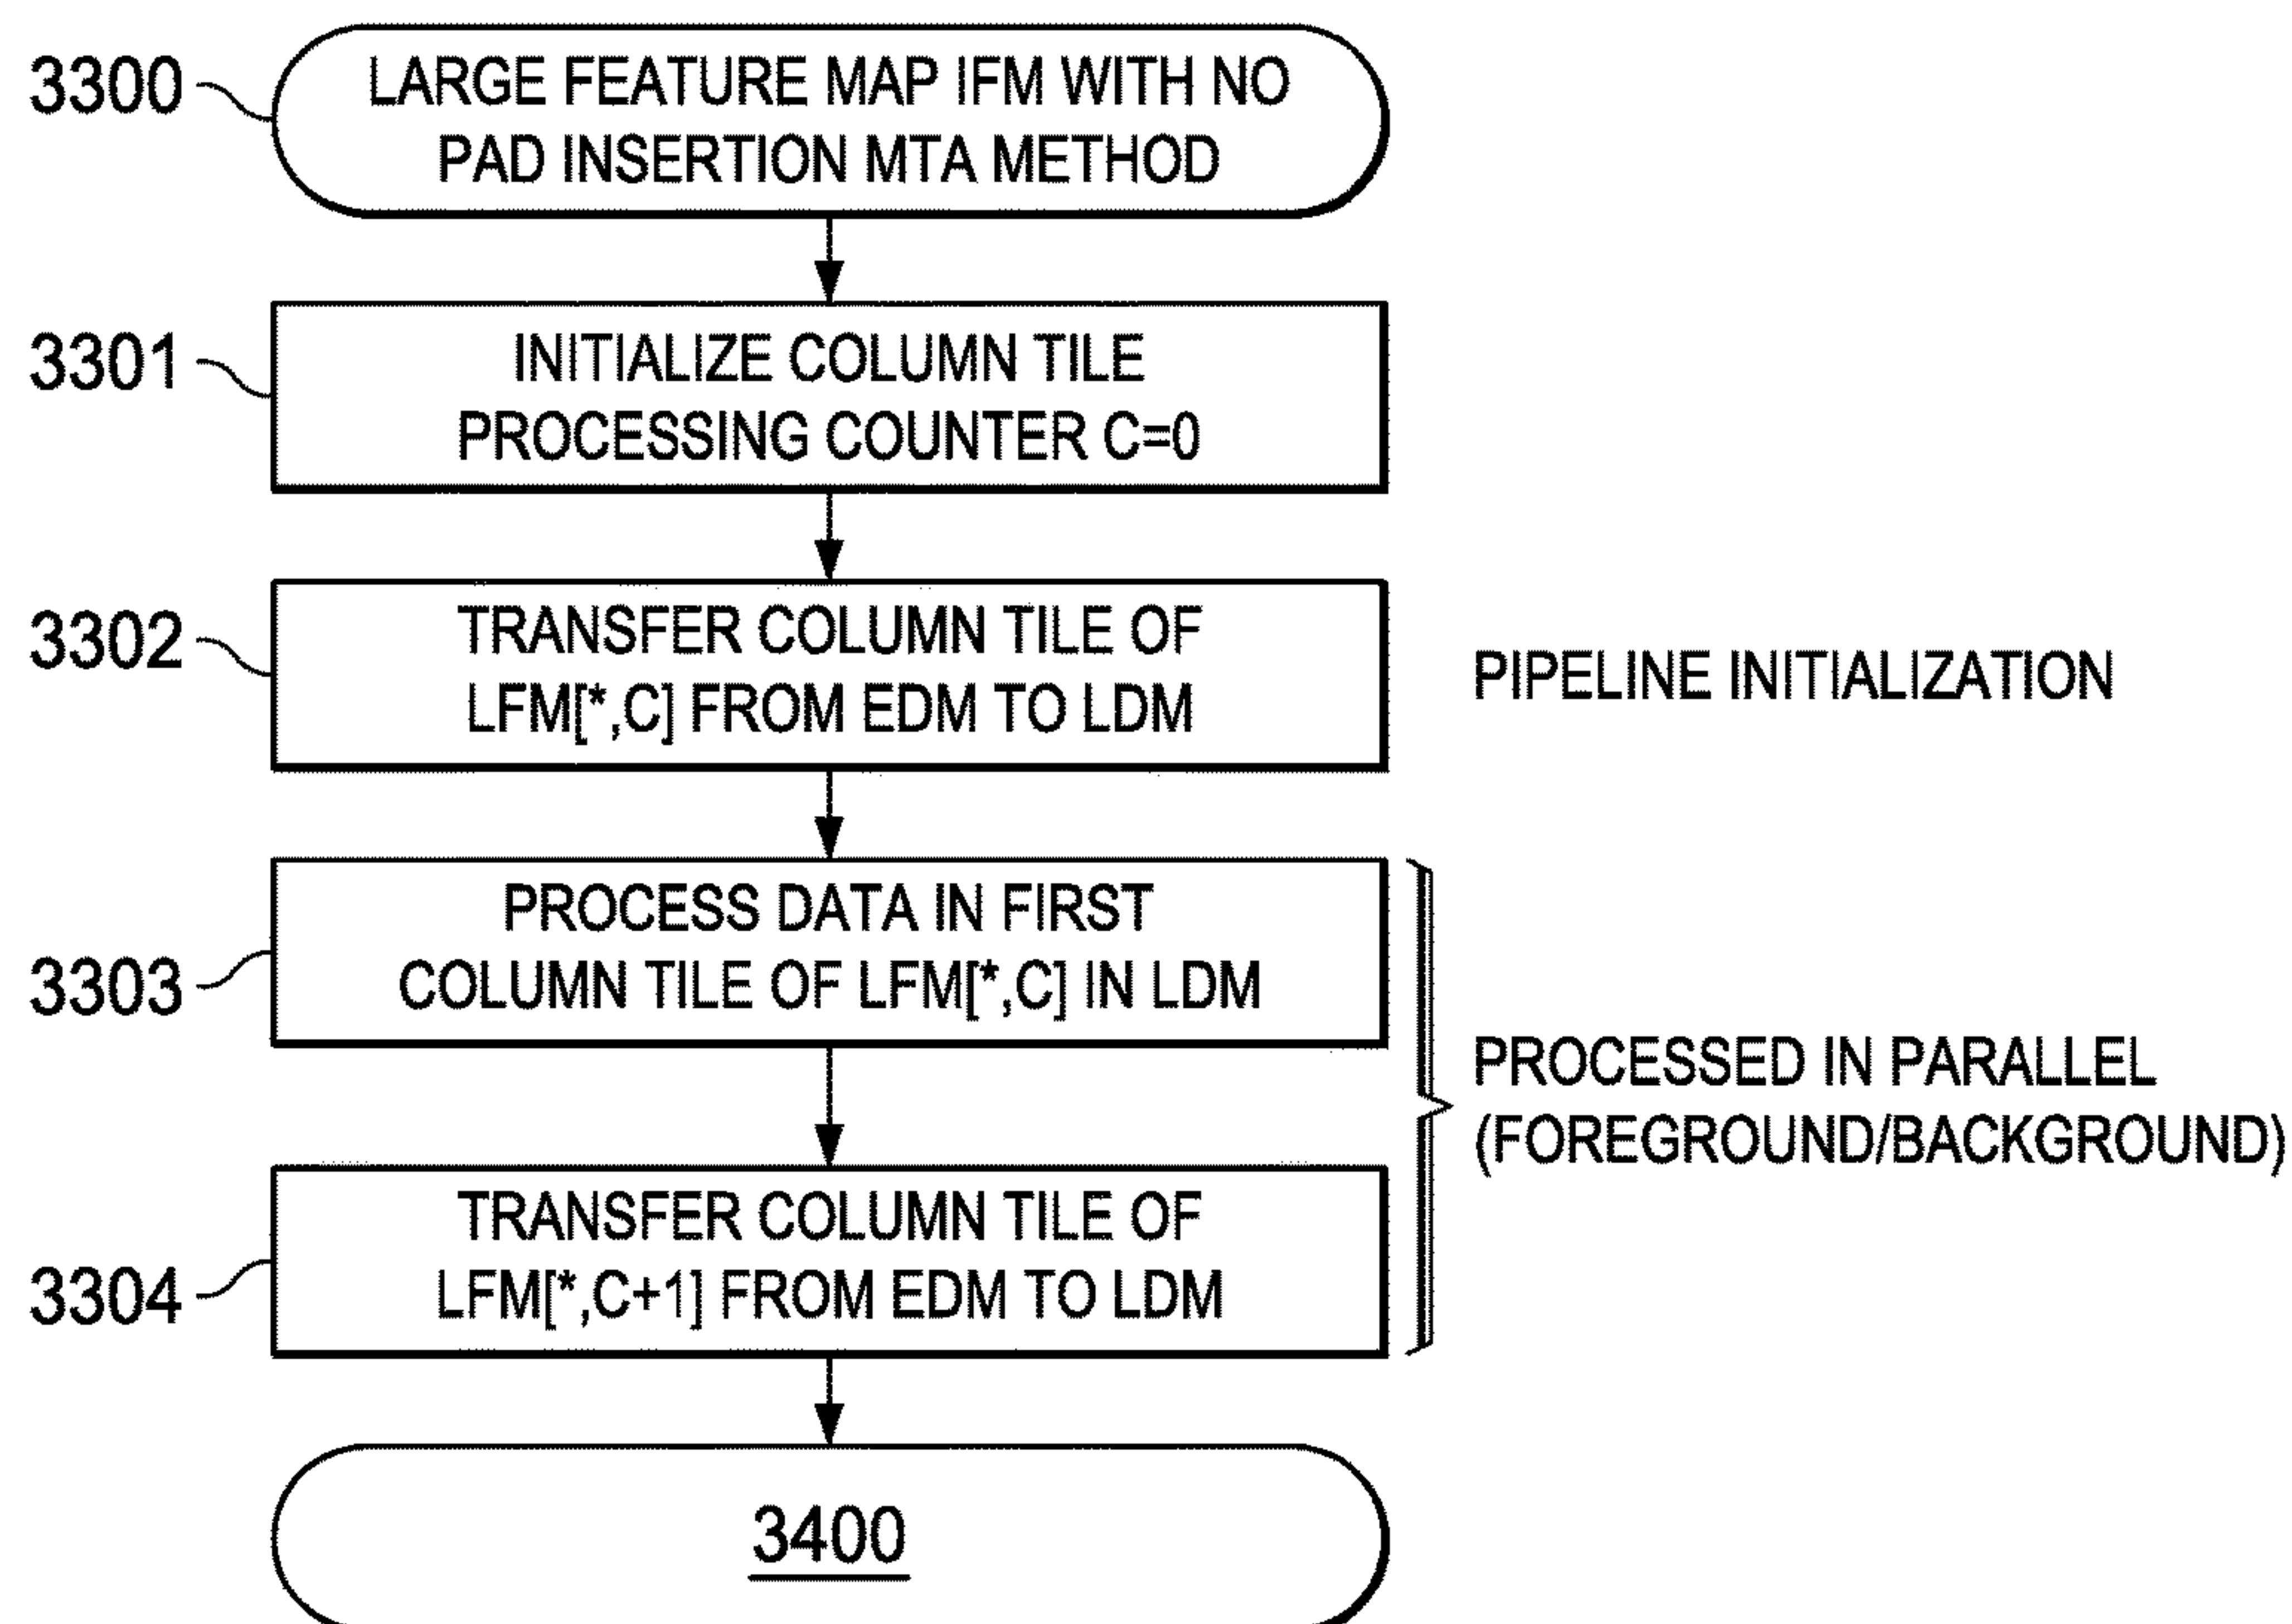 3300
LARGE FEATURE MAP IFM WITH NO
PAD INSERTION MTA METHOD
3301
INITIALIZE COLUMN TILE
PROCESSING COUNTER C=0
3302
TRANSFER COLUMN TILE OF
LFM[*,C] FROM EDM TO LDM
PIPELINE INITIALIZATION
3303
PROCESS DATA IN FIRST
COLUMN TILE OF LFM[*,C] IN LDM
PROCESSED IN PARALLEL
(FOREGROUND/BACKGROUND)
3304
TRANSFER COLUMN TILE OF
LFM[*,C+1] FROM EDM TO LDM
3400